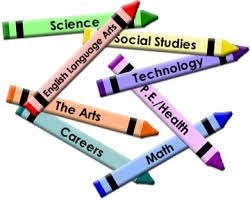 Science
Social Studies
English Language Arts
Technology
P.E./Health
The Arts
Careers
Math